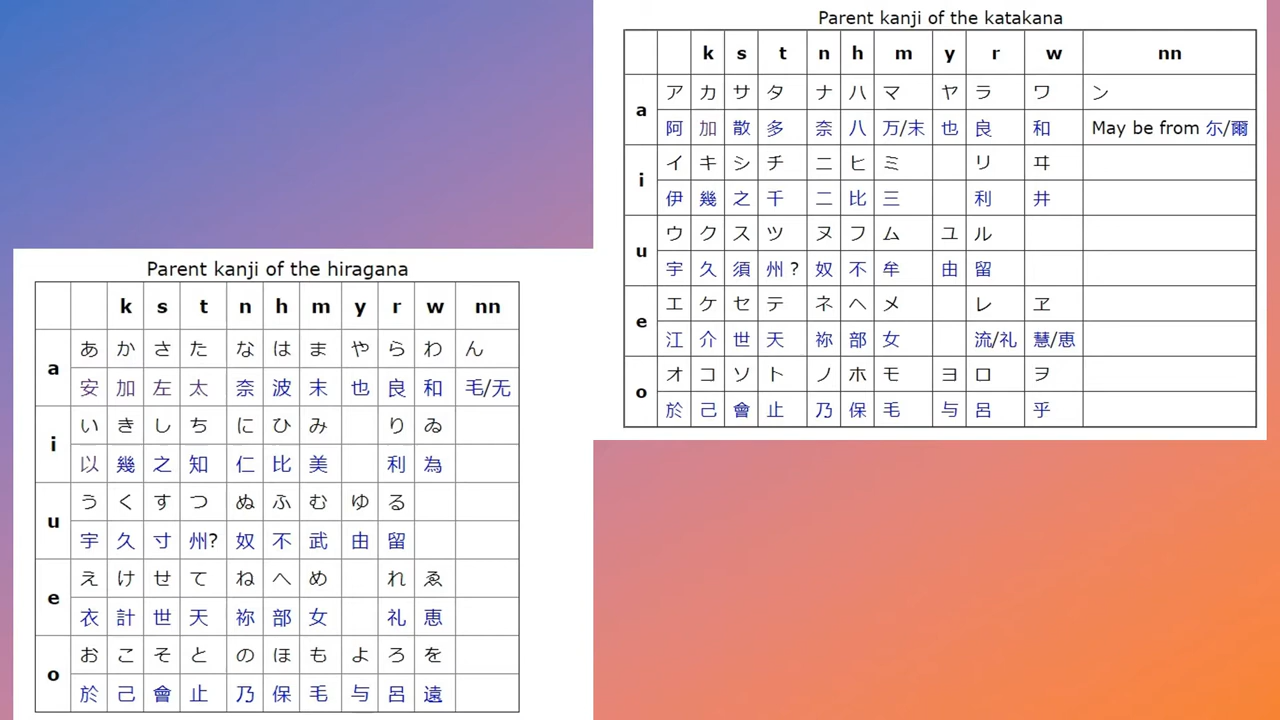 Parent kanji of the hiragana
k s t n h m y r w nn
a
あ か さ た な は ま や ら わ ん
安 加 左 太 奈 波 末 也 良 和 毛/无
i
い き し ち に ひ み り ゐ
以 幾 之 知 仁 比 美 利 為
u
う く す つ ぬ ふ む ゆ る
宇 久 寸 州? 奴 不 武 由 留
e
え け せ て ね へ め れ ゑ
衣 計 世 天 祢 部 女 礼 恵
o
お こ そ と の ほ も よ ろ を
於 己 會 止 乃 保 毛 与 呂 遠
Parent kanji of the katakana
k s t n h m y r w nn
a
ア カ サ タ ナ ハ マ ヤ ラ ワ ン
阿 加 散 多 奈 八 万/末 也 良 和 May be from 尓/爾
i
イ キ シ チ ニ ヒ ミ リ ヰ
伊 幾 之 千 二 比 三 利 井
u
ウ ク ス ツ ヌ フ ム ユ ル
宇 久 須 州 ? 奴 不 牟 由 留
e
エ ケ セ テ ネ ヘ メ レ ヱ
江 介 世 天 祢 部 女 流/礼 慧/恵
o
オ コ ソ ト ノ ホ モ ヨ ロ ヲ
於 己 會 止 乃 保 毛 与 呂 乎